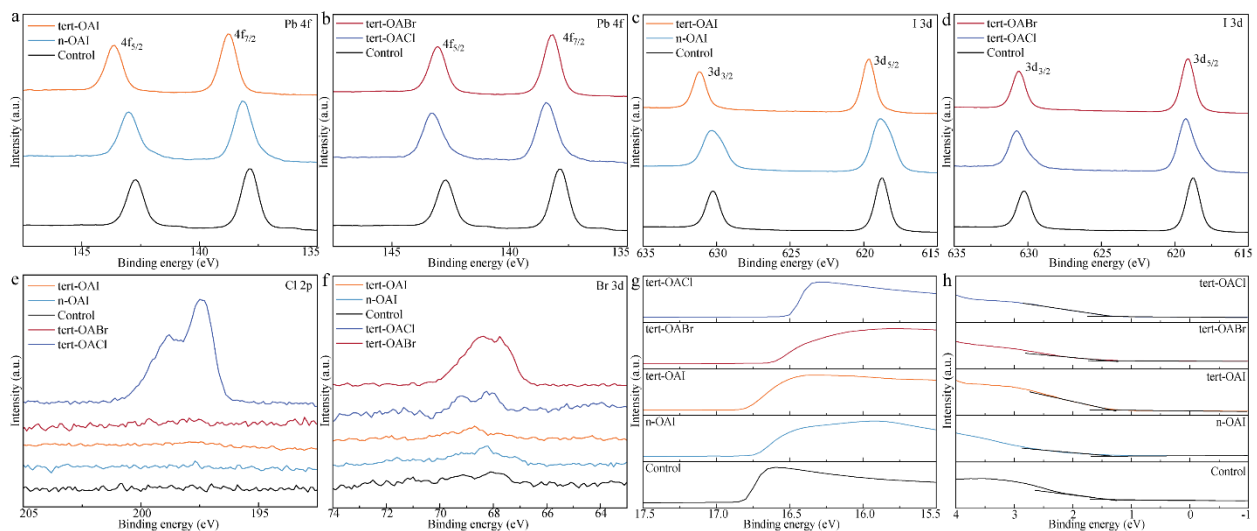 a
Pb 4f
tert-OAI
n-OAI
Control
4f5/2
4f7/2
Intensity (a.u.)
145
140
135
Binding energy (eV)
b
Pb 4f
tert-OABr
tert-OACl
Control
4f5/2
4f7/2
Intensity (a.u.)
145
140
135
Binding energy (eV)
c
I 3d
tert-OAI
n-OAI
Control
3d3/2
3d5/2
Intensity (a.u.)
635
630
625
620
615
Binding energy (eV)
d
I 3d
tert-OABr
tert-OACl
Control
3d3/2
3d5/2
Intensity (a.u.)
635
630
625
620
615
Binding energy (eV)
e
Cl 2p
tert-OAI
n-OAI
Control
tert-OABr
tert-OACl
Intensity (a.u.)
205
200
195
Binding energy (eV)
f
Br 3d
tert-OAI
n-OAI
Control
tert-OACl
tert-OABr
Intensity (a.u.)
74
72
70
68
66
64
Binding energy (eV)
g
tert-OACl
tert-OABr
tert-OAI
n-OAI
Control
Intensity (a.u.)
17.5
17.0
16.5
16.0
15.5
Binding energy (eV)
h
tert-OACl
tert-OABr
tert-OAI
n-OAI
Control
Intensity (a.u.)
4
3
2
1
0
-1
Binding energy (eV)